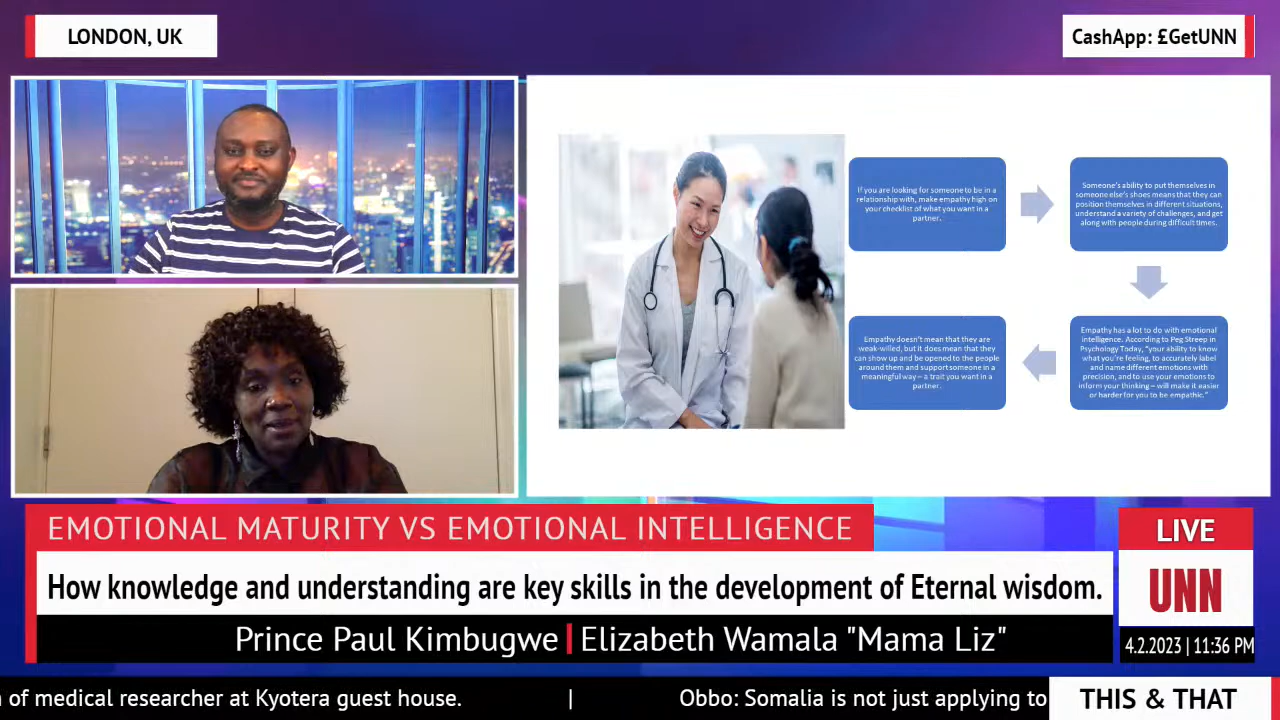 LONDON, UK
CashApp: £GetUNN
If you are looking for someone to be in a
relationship with, make empathy high on
your checklist of what you want in a
partner.
Someone's ability to put themselves in
someone else's shoes means that they can
position themselves in different situations,
understand a variety of challenges, and get
along with people during difficult times.
Empathy doesn't mean that they are
weak-willed, but it does mean that they
can show up and be opened to the people
around them and support someone in a
meaningful way – a trait you want in a
partner.
Empathy has a lot to do with emotional
intelligence. According to Peg Streep in
Psychology Today, "your ability to know
what you're feeling, to accurately label
and name different emotions with
precision, and to use your emotions to
inform your thinking – will make it easier
or harder for you to be empathic."
EMOTIONAL MATURITY VS EMOTIONAL INTELLIGENCE
How knowledge and understanding are key skills in the development of Eternal wisdom.
Prince Paul Kimbugwe | Elizabeth Wamala "Mama Liz"
LIVE
UNN
4.2.2023 | 11:36 PM
of medical researcher at Kyotera guest house. | Obbo: Somalia is not just applying to
THIS & THAT